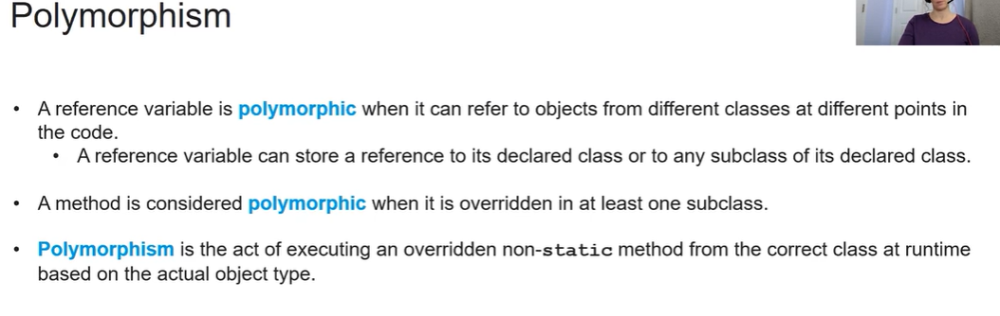 Polymorphism
• A reference variable is polymorphic when it can refer to objects from different classes at different points in
the code.
• A reference variable can store a reference to its declared class or to any subclass of its declared class.
• A method is considered polymorphic when it is overridden in at least one subclass.
• Polymorphism is the act of executing an overridden non-static method from the correct class at runtime
based on the actual object type.